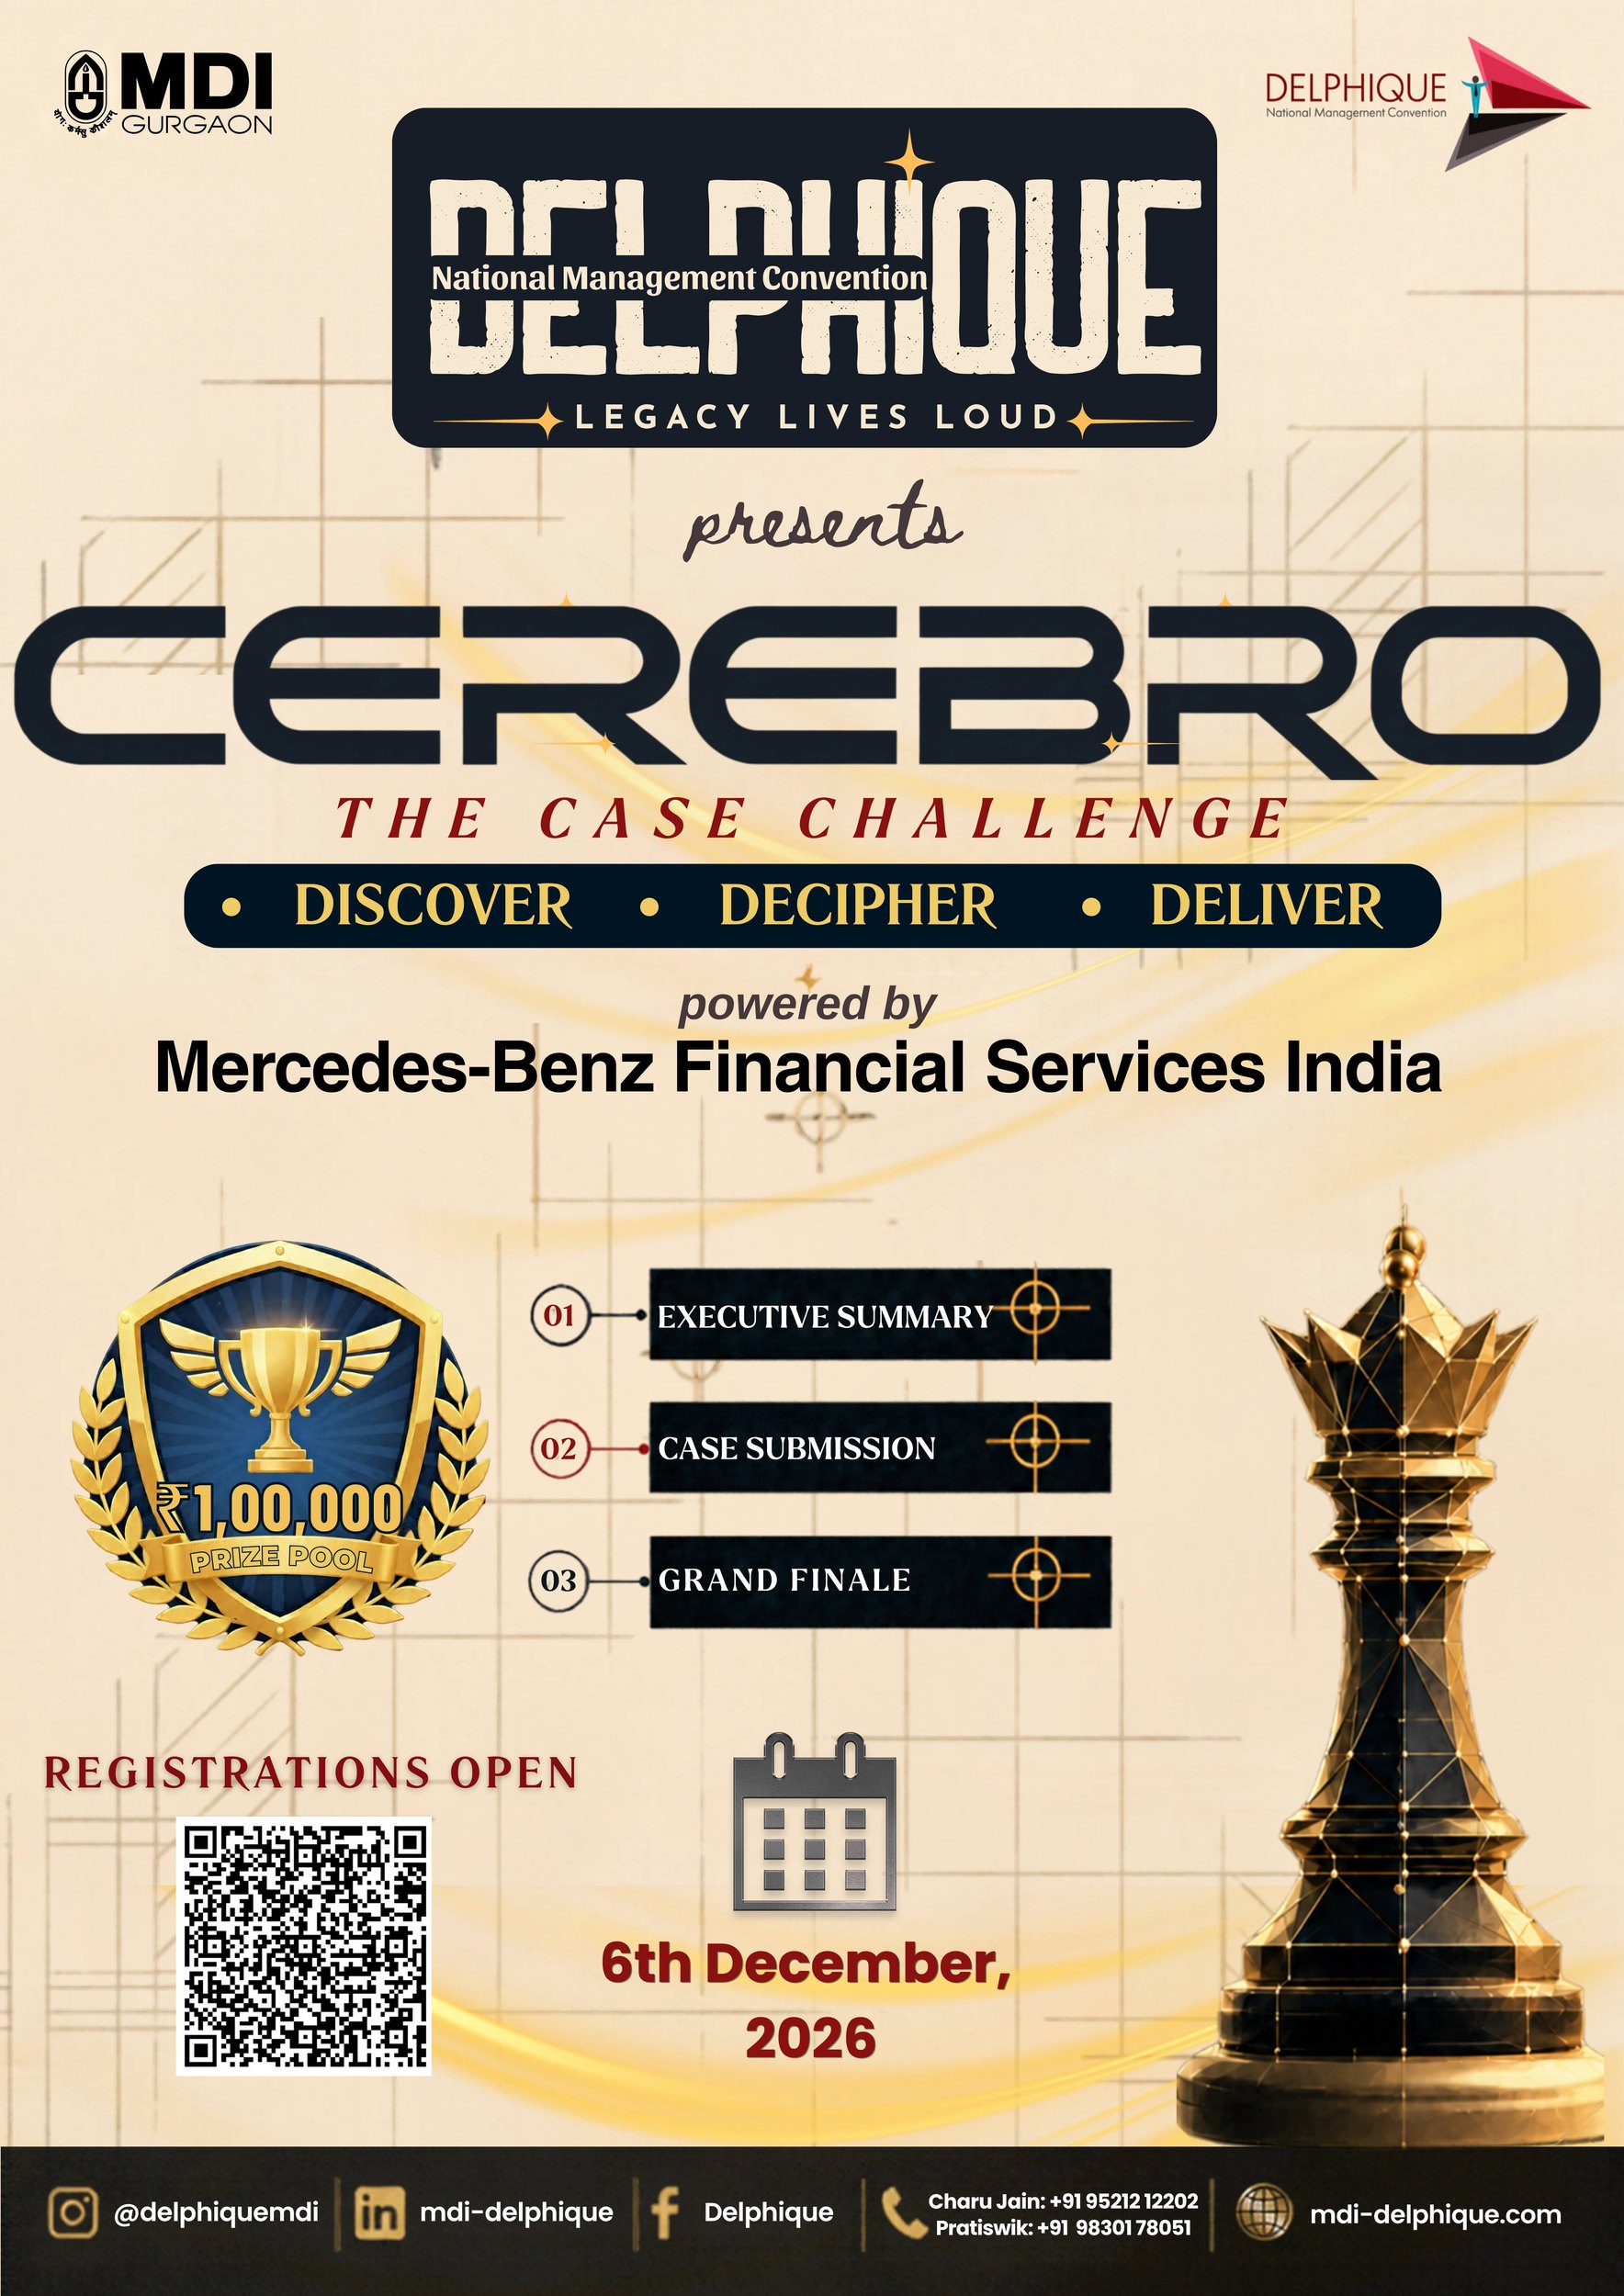 MDI
GURGAON
योगः कर्मसु कौशलम्
DELPHIQUE
National Management Convention
DELPHIQUE
National Management Convention
LEGACY LIVES LOUD
presents
CEREBRO
THE CASE CHALLENGE
• DISCOVER • DECIPHER • DELIVER
powered by
Mercedes-Benz Financial Services India
01 EXECUTIVE SUMMARY
02 CASE SUBMISSION
03 GRAND FINALE
₹1,00,000
PRIZE POOL
REGISTRATIONS OPEN
6th December,
2026
@delphiquemdi
mdi-delphique
Delphique
Charu Jain: +91 95212 12202
Pratiswik: +91 98301 78051
mdi-delphique.com